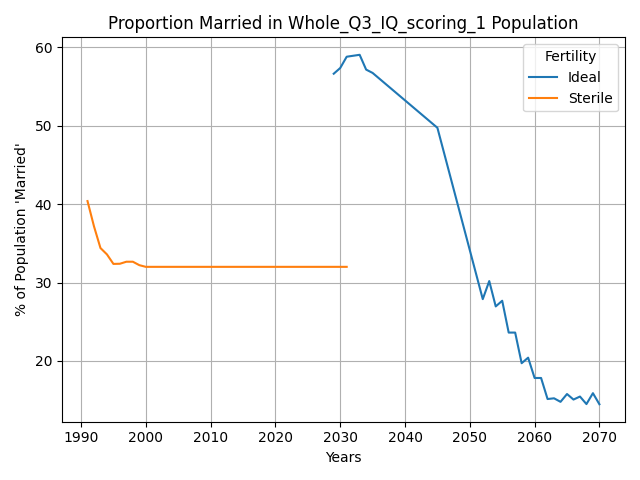 Proportion Married in Whole_Q3_IQ_scoring_1 Population
% of Population 'Married'
60
50
40
30
20
Fertility
Ideal
Sterile
1990 2000 2010 2020 2030 2040 2050 2060 2070
Years